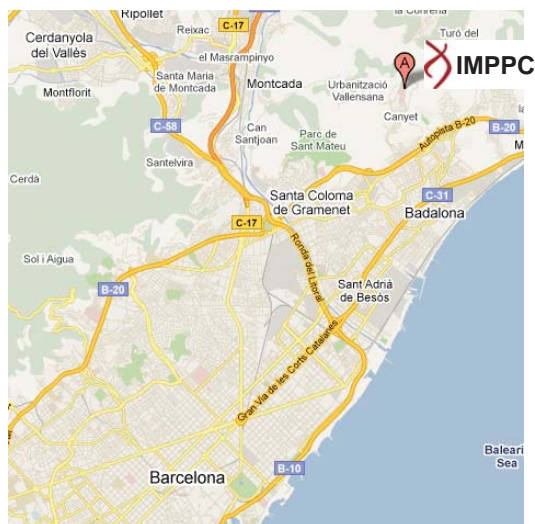 Ripollet
la Conreria
Cerdanyola
del Vallès
Reixac
C-17
Turó del
el Masrampinyo
A
IMPPC
Montflorit
Santa Maria
de Montcada
Montcada
Urbanització
Vallensana
Canyet
C-58
Can
Santjoan
Parc de
Sant Mateu
Autopista B-20
B-20
Santelvira
Cerdà
Santa Coloma
de Gramenet
C-31
Badalona
C-17
Sol i Aigua
Ronda del Litoral
B-20
Sant Adrià
de Besòs
Gran Via de les Corts Catalanes
Barcelona
B-10
Baleari
Sea